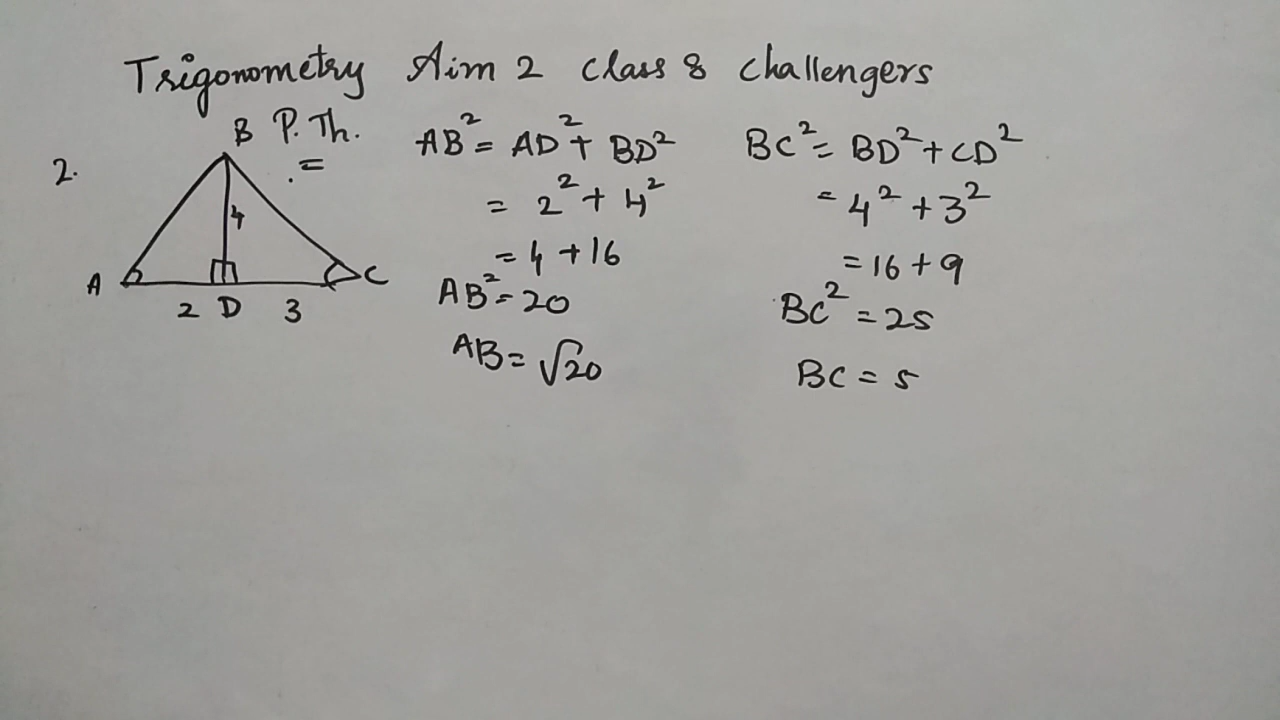 Trigonometry Aim 2 class 8 challengers
2.
B P.Th.
=
4
A C
2 D 3
AB² = AD² + BD²
= 2² + 4²
= 4 + 16
AB² = 20
AB = √20
BC² = BD² + CD²
= 4² + 3²
= 16 + 9
BC² = 25
BC = 5